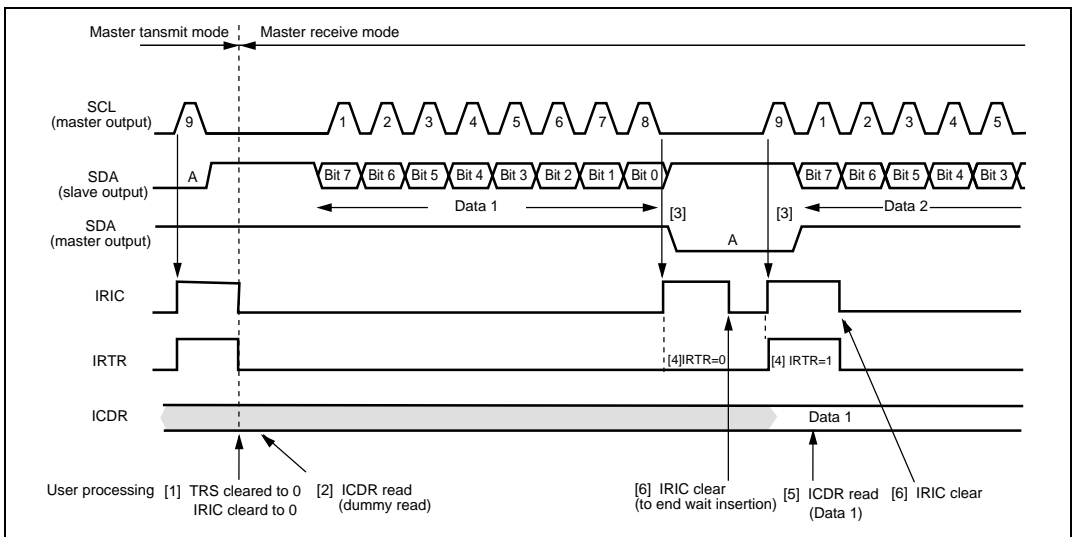 Master tansmit mode Master receive mode
SCL
(master output)
9 1 2 3 4 5 6 7 8 9 1 2 3 4 5
SDA
(slave output)
A Bit 7 Bit 6 Bit 5 Bit 4 Bit 3 Bit 2 Bit 1 Bit 0 Bit 7 Bit 6 Bit 5 Bit 4 Bit 3
Data 1 [3] [3] Data 2
SDA
(master output)
A
IRIC
IRTR
[4]IRTR=0 [4] IRTR=1
ICDR
Data 1
User processing [1] TRS cleared to 0
IRIC cleard to 0
[2] ICDR read
(dummy read)
[6] IRIC clear
(to end wait insertion)
[5] ICDR read
(Data 1)
[6] IRIC clear